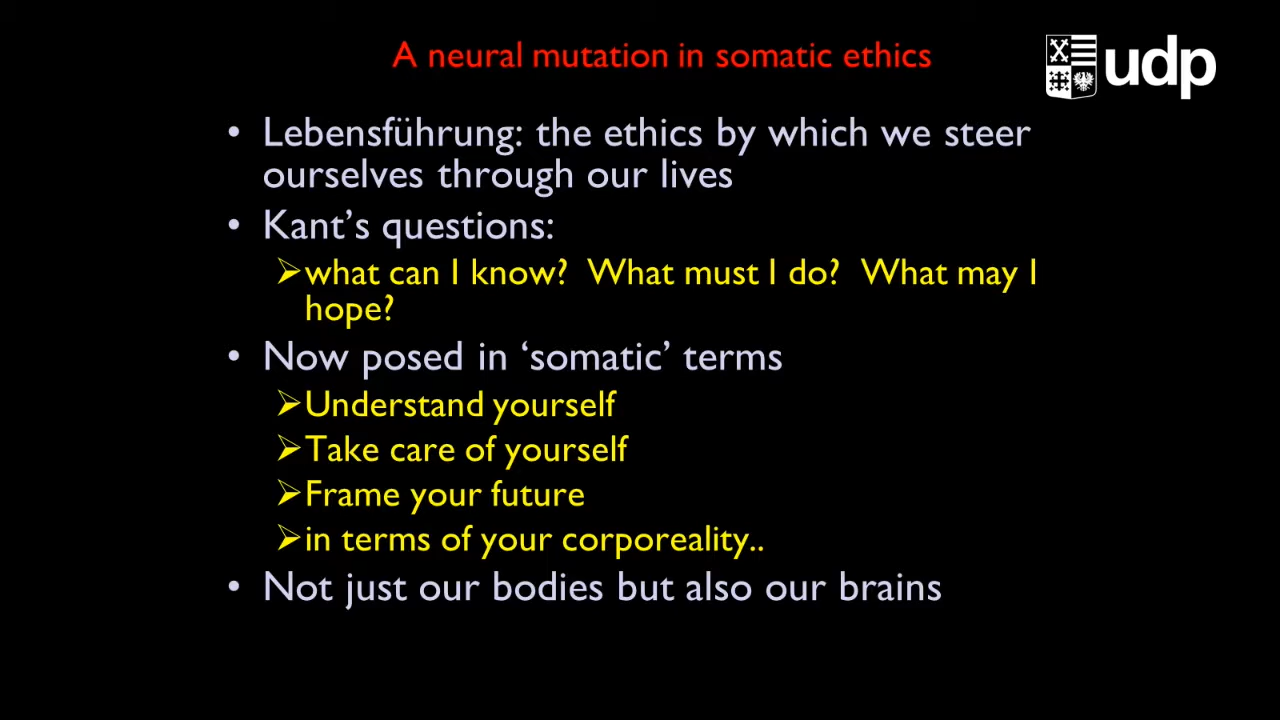 A neural mutation in somatic ethics
udp
• Lebensführung: the ethics by which we steer
ourselves through our lives
• Kant’s questions:
➢what can I know?  What must I do?  What may I
hope?
• Now posed in ‘somatic’ terms
➢Understand yourself
➢Take care of yourself
➢Frame your future
➢in terms of your corporeality..
• Not just our bodies but also our brains